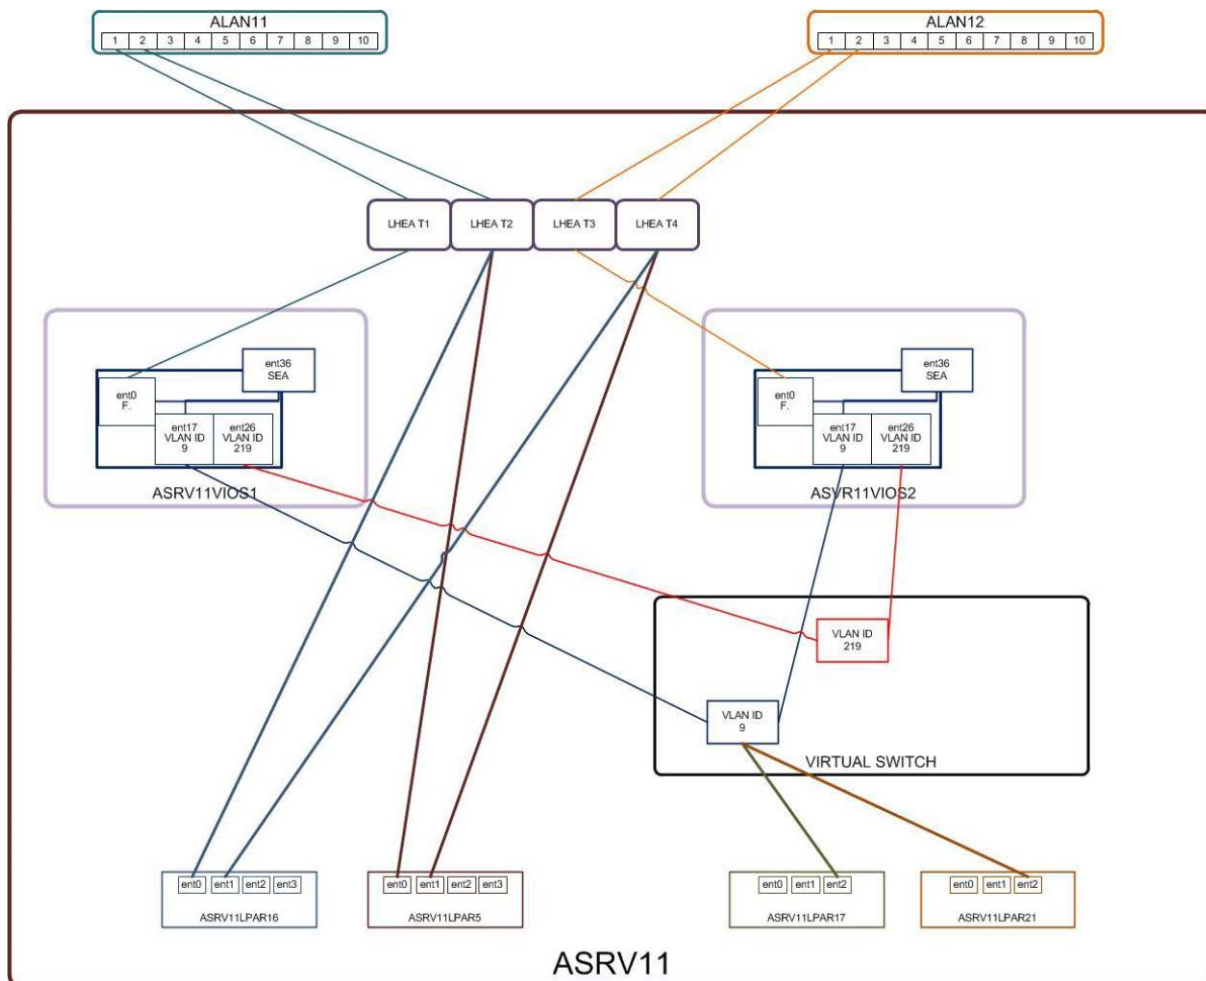 ALAN11
1 2 3 4 5 6 7 8 9 10
ALAN12
1 2 3 4 5 6 7 8 9 10
LHEA T1
LHEA T2
LHEA T3
LHEA T4
ent36
SEA
ent0
F.
ent17
VLAN ID
9
ent26
VLAN ID
219
ASRV11VIOS1
ent36
SEA
ent0
F.
ent17
VLAN ID
9
ent26
VLAN ID
219
ASVR11VIOS2
VLAN ID
219
VLAN ID
9
VIRTUAL SWITCH
ent0 ent1 ent2 ent3
ASRV11LPAR16
ent0 ent1 ent2 ent3
ASRV11LPAR5
ent0 ent1 ent2
ASRV11LPAR17
ent0 ent1 ent2
ASRV11LPAR21
ASRV11